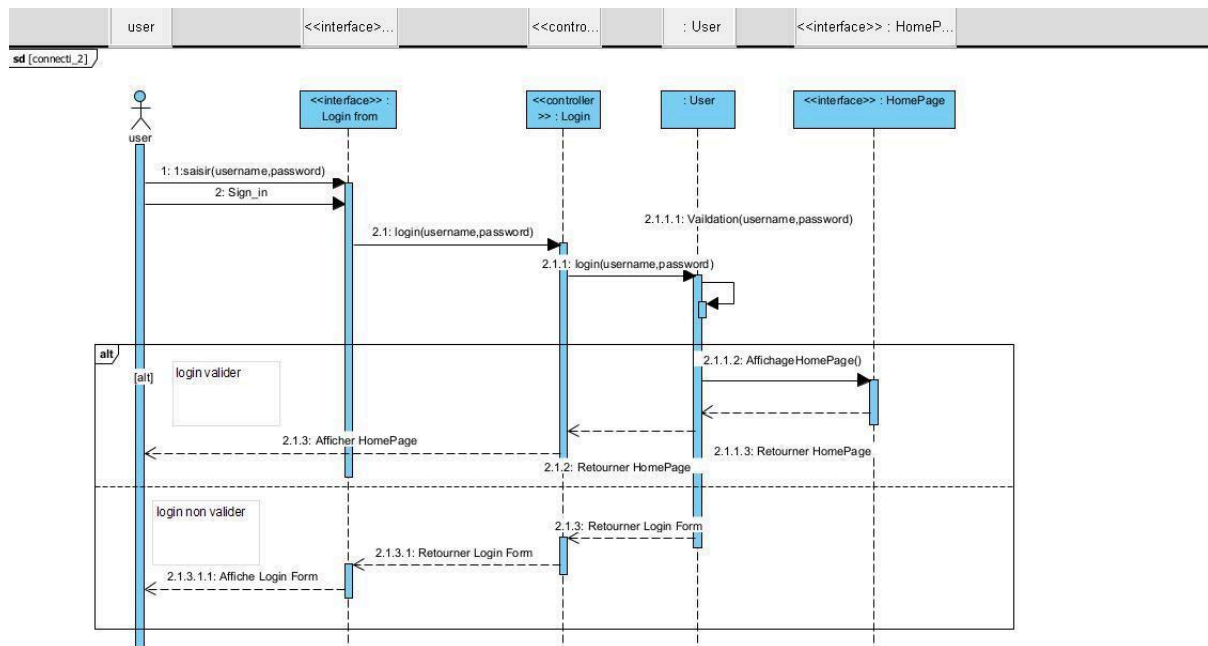 user
<<interface>...
<<contro...
: User
<<interface>> : HomeP...
sd [connecti_2]
user
<<interface>> :
Login from
<<controller
>> : Login
: User
<<interface>> : HomePage
1: 1:saisir(username,password)
2: Sign_in
2.1.1.1: Vaildation(username,password)
2.1: login(username,password)
2.1.1: login(username,password)
alt
[alt]
login valider
2.1.1.2: AffichageHomePage()
2.1.3: Afficher HomePage
2.1.1.3: Retourner HomePage
2.1.2: Retourner HomePage
login non valider
2.1.3: Retourner Login Form
2.1.3.1: Retourner Login Form
2.1.3.1.1: Affiche Login Form